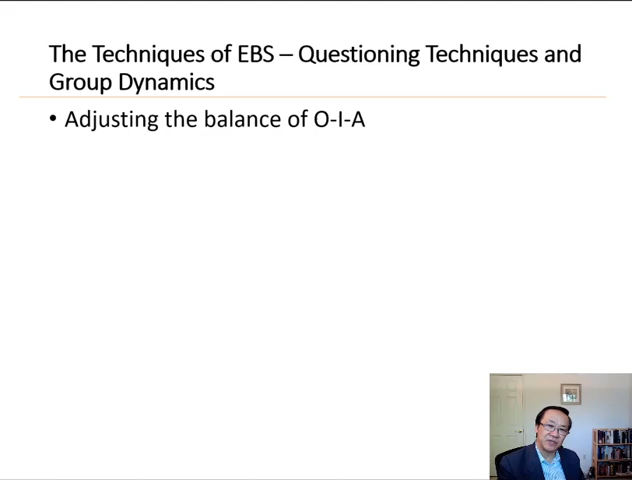 The Techniques of EBS – Questioning Techniques and
Group Dynamics
• Adjusting the balance of O-I-A